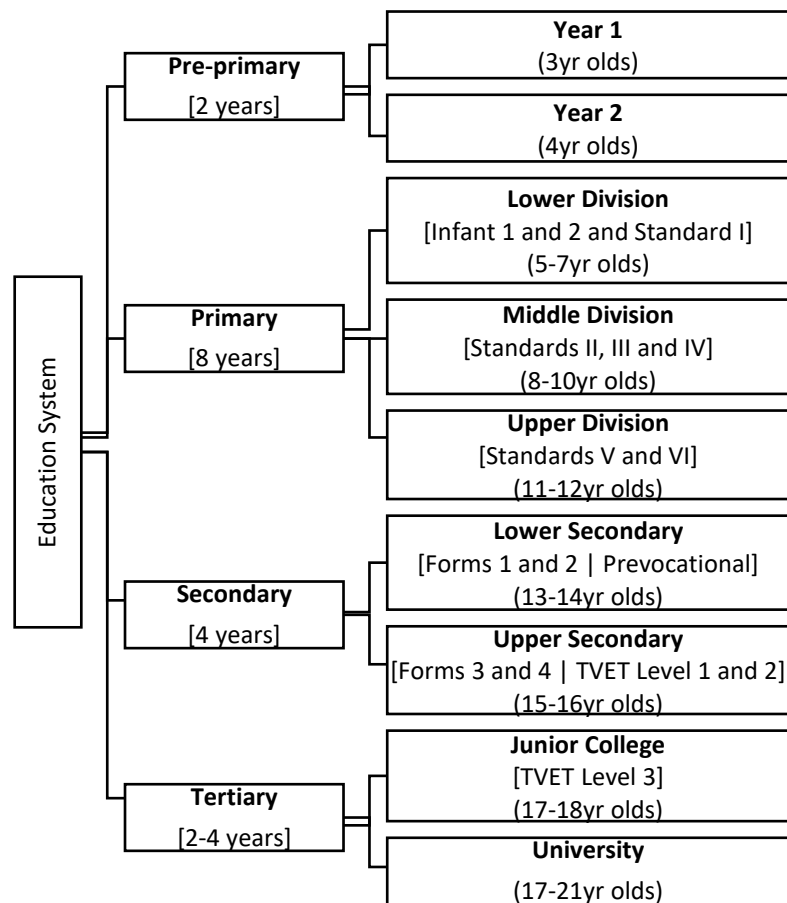 Education System
Pre-primary
[2 years]
Year 1
(3yr olds)
Year 2
(4yr olds)
Primary
[8 years]
Lower Division
[Infant 1 and 2 and Standard I]
(5-7yr olds)
Middle Division
[Standards II, III and IV]
(8-10yr olds)
Upper Division
[Standards V and VI]
(11-12yr olds)
Secondary
[4 years]
Lower Secondary
[Forms 1 and 2 | Prevocational]
(13-14yr olds)
Upper Secondary
[Forms 3 and 4 | TVET Level 1 and 2]
(15-16yr olds)
Tertiary
[2-4 years]
Junior College
[TVET Level 3]
(17-18yr olds)
University
(17-21yr olds)